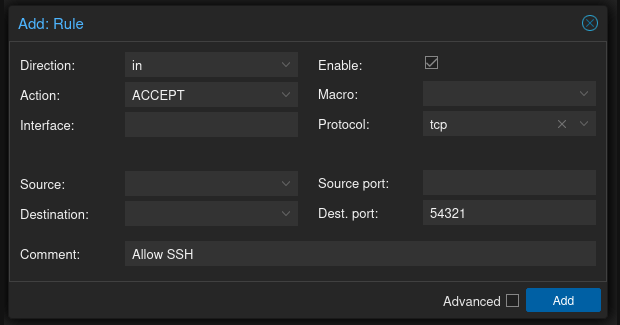 Add: Rule
Direction: in Enable:
Action: ACCEPT Macro:
Interface: Protocol: tcp
Source: Source port:
Destination: Dest. port: 54321
Comment: Allow SSH
Advanced Add